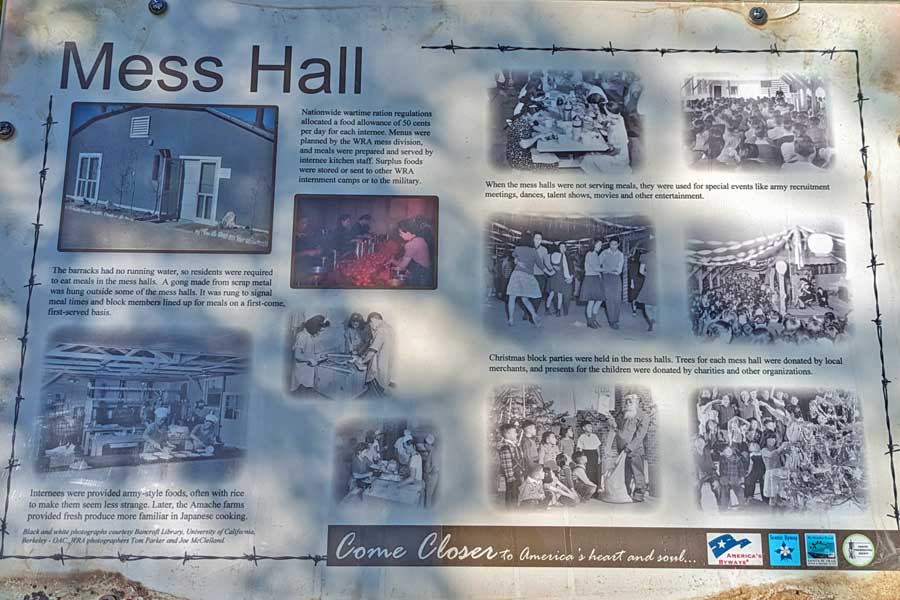 Mess Hall
Nationwide wartime ration regulations
allocated a food allowance of 50 cents
per day for each internee. Menus were
planned by the WRA mess division,
and meals were prepared and served by
internee kitchen staff. Surplus foods
were stored or sent to other WRA
internment camps or to the military.
The barracks had no running water, so residents were required
to eat meals in the mess halls. A gong made from scrap metal
was hung outside some of the mess halls. It was rung to signal
meal times and block members lined up for meals on a first-come,
first-served basis.
Internees were provided army-style foods, often with rice
to make them seem less strange. Later, the Amache farms
provided fresh produce more familiar in Japanese cooking.
Black and white photographs courtesy Bancroft Library, University of California,
Berkeley - OAC, WRA photographers Tom Parker and Joe McClelland.
When the mess halls were not serving meals, they were used for special events like army recruitment
meetings, dances, talent shows, movies and other entertainment.
Christmas block parties were held in the mess halls. Trees for each mess hall were donated by local
merchants, and presents for the children were donated by charities and other organizations.
Come Closer to America's heart and soul...
AMERICA'S
BYWAYS®
Scenic Byway
SANTA FE TRAIL